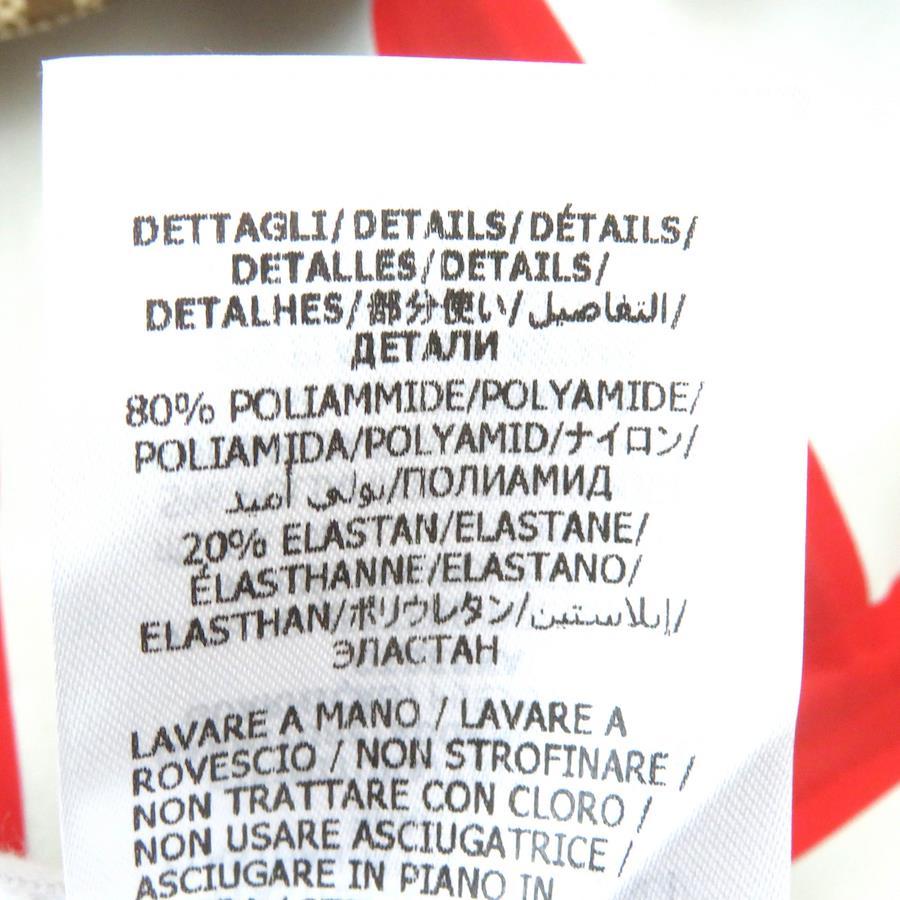 DETTAGLI/DETAILS/DÉTAILS/
DETALLES/DETAILS/
DETALHES/部分使い/التفاصيل/
ДЕТАЛИ
80% POLIAMMIDE/POLYAMIDE/
POLIAMIDA/POLYAMID/ナイロン/
بولي أميد/ПОЛИАМИД
20% ELASTAN/ELASTANE/
ÉLASTHANNE/ELASTANO/
ELASTHAN/ポリウレタン/إيلاستين/
ЭЛАСТАН
LAVARE A MANO / LAVARE A
ROVESCIO / NON STROFINARE /
NON TRATTARE CON CLORO /
NON USARE ASCIUGATRICE /
ASCIUGARE IN PIANO IN